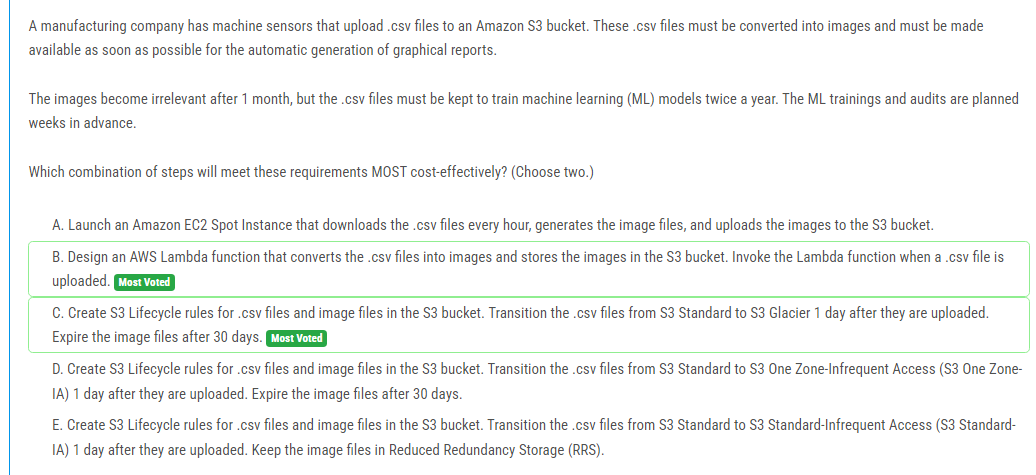 A manufacturing company has machine sensors that upload .csv files to an Amazon S3 bucket. These .csv files must be converted into images and must be made
available as soon as possible for the automatic generation of graphical reports.
The images become irrelevant after 1 month, but the .csv files must be kept to train machine learning (ML) models twice a year. The ML trainings and audits are planned
weeks in advance.
Which combination of steps will meet these requirements MOST cost-effectively? (Choose two.)
A. Launch an Amazon EC2 Spot Instance that downloads the .csv files every hour, generates the image files, and uploads the images to the S3 bucket.
B. Design an AWS Lambda function that converts the .csv files into images and stores the images in the S3 bucket. Invoke the Lambda function when a .csv file is
uploaded. Most Voted
C. Create S3 Lifecycle rules for .csv files and image files in the S3 bucket. Transition the .csv files from S3 Standard to S3 Glacier 1 day after they are uploaded.
Expire the image files after 30 days. Most Voted
D. Create S3 Lifecycle rules for .csv files and image files in the S3 bucket. Transition the .csv files from S3 Standard to S3 One Zone-Infrequent Access (S3 One Zone-
IA) 1 day after they are uploaded. Expire the image files after 30 days.
E. Create S3 Lifecycle rules for .csv files and image files in the S3 bucket. Transition the .csv files from S3 Standard to S3 Standard-Infrequent Access (S3 Standard-
IA) 1 day after they are uploaded. Keep the image files in Reduced Redundancy Storage (RRS).